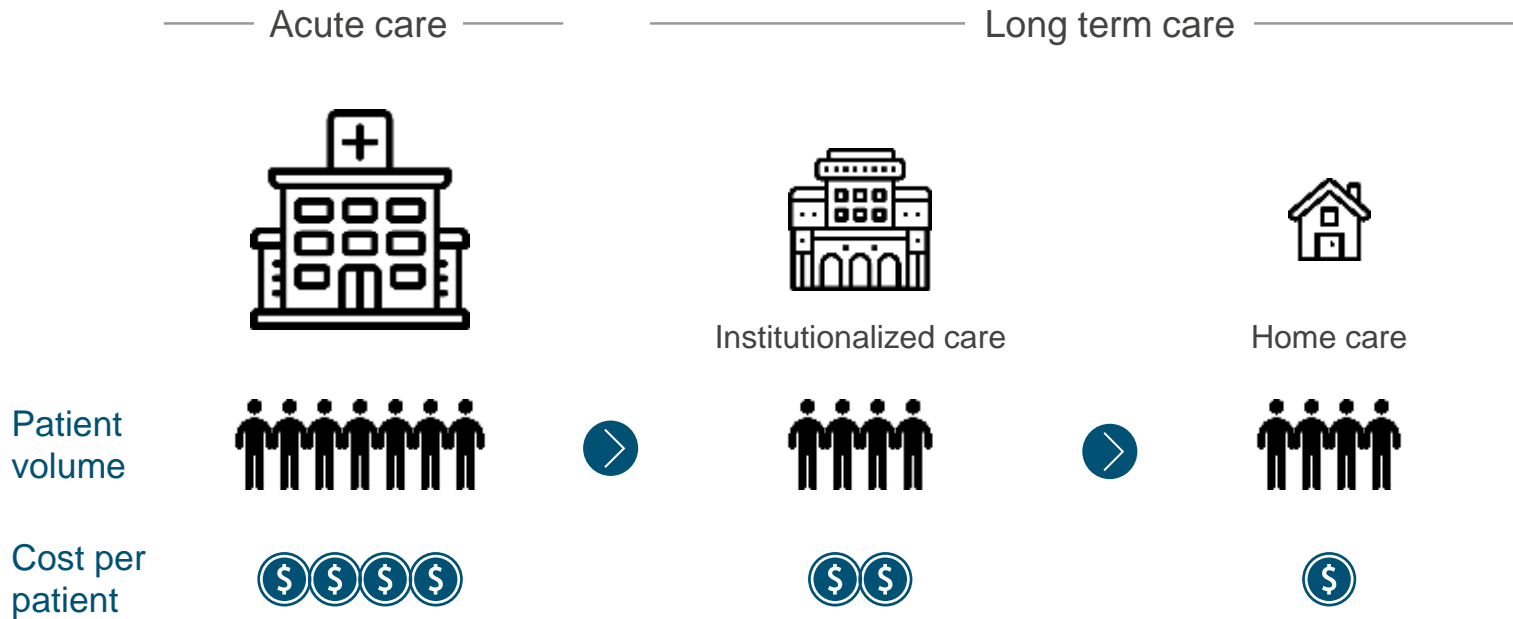 Acute care
Long term care
Institutionalized care
Home care
Patient
volume
Cost per
patient
$ $ $ $
$ $
$